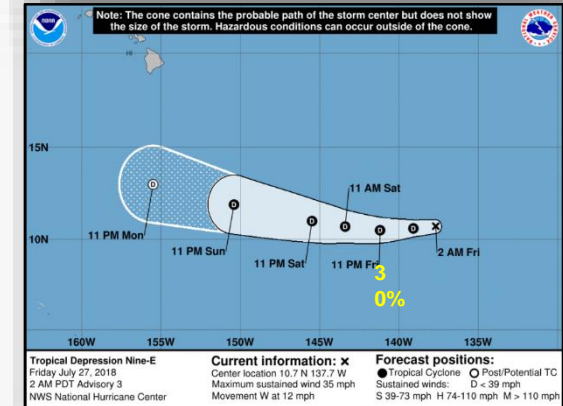 Note: The cone contains the probable path of the storm center but does not show
the size of the storm. Hazardous conditions can occur outside of the cone.
NOAA
HI
15N
11 AM Sat
D
D
D
D
D
D
11 PM Mon
10N
11 PM Sun
11 PM Sat
11 PM Fri
2 AM Fri
3
0%
160W
155W
150W
145W
140W
135W
Tropical Depression Nine-E
Friday July 27, 2018
2 AM PDT Advisory 3
NWS National Hurricane Center
Current information: ×
Center location 10.7 N 137.7 W
Maximum sustained wind 35 mph
Movement W at 12 mph
Forecast positions:
● Tropical Cyclone ○ Post/Potential TC
Sustained winds: D < 39 mph
S 39-73 mph H 74-110 mph M > 110 mph